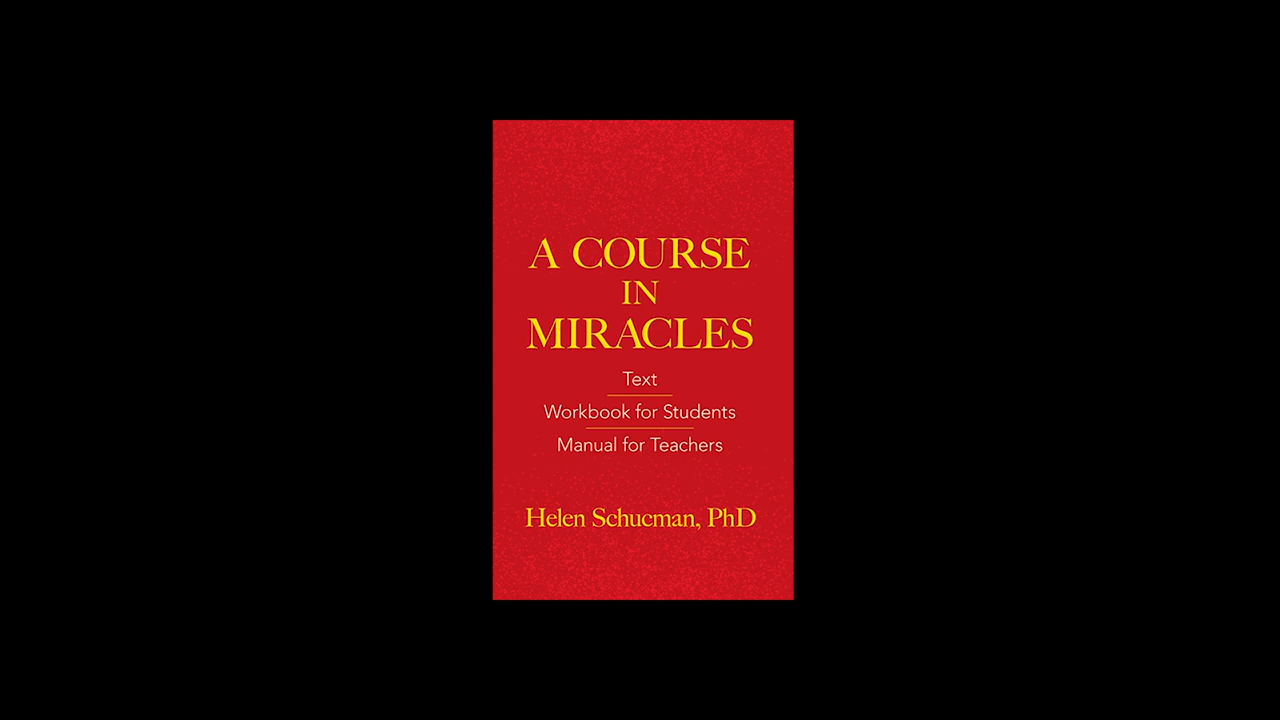 A COURSE
IN
MIRACLES
Text
Workbook for Students
Manual for Teachers
Helen Schucman, PhD